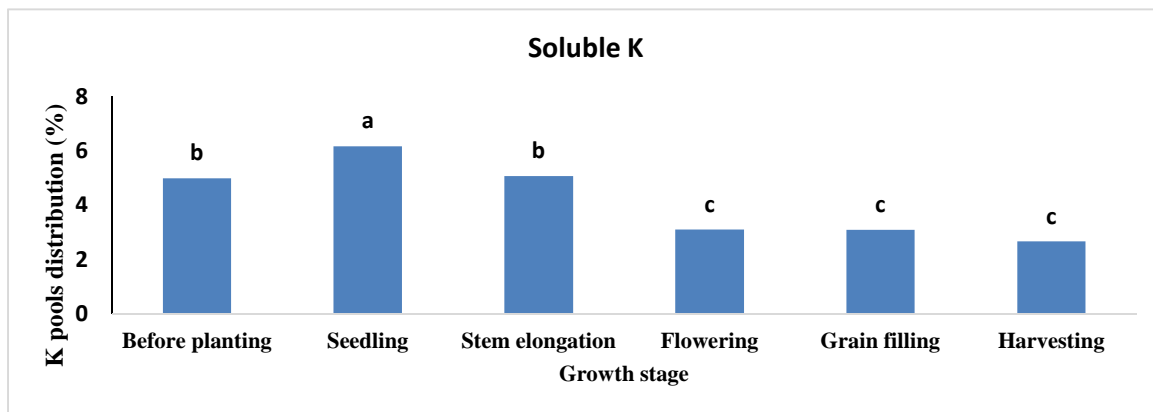 Soluble K
K pools distribution (%)
8
6
4
2
0
b
a
b
c
c
c
Before planting
Seedling
Stem elongation
Flowering
Grain filling
Harvesting
Growth stage